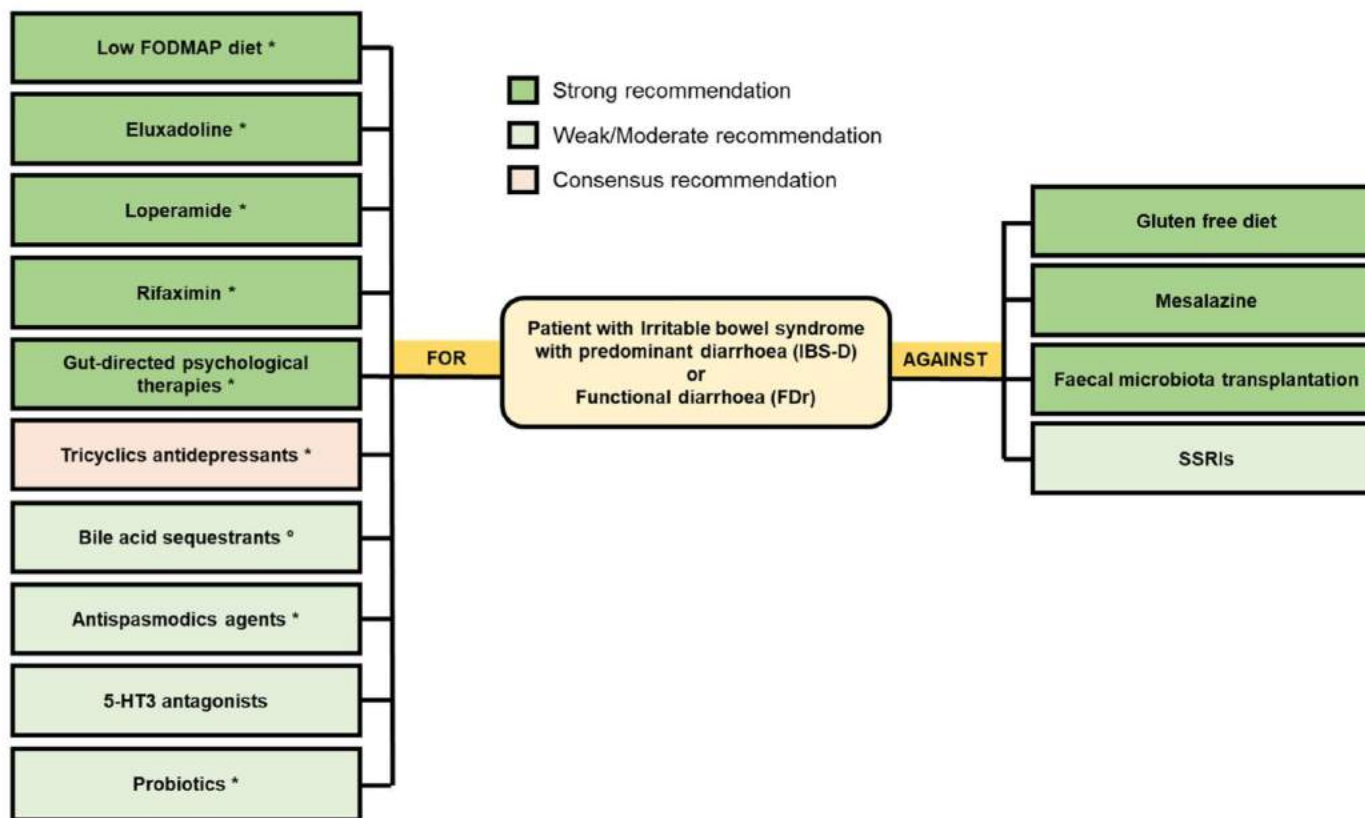 Low FODMAP diet *
Eluxadoline *
Loperamide *
Rifaximin *
Gut-directed psychological
therapies *
Tricyclics antidepressants *
Bile acid sequestrants °
Antispasmodics agents *
5-HT3 antagonists
Probiotics *
Strong recommendation
Weak/Moderate recommendation
Consensus recommendation
FOR
Patient with Irritable bowel syndrome
with predominant diarrhoea (IBS-D)
or
Functional diarrhoea (FDr)
AGAINST
Gluten free diet
Mesalazine
Faecal microbiota transplantation
SSRIs